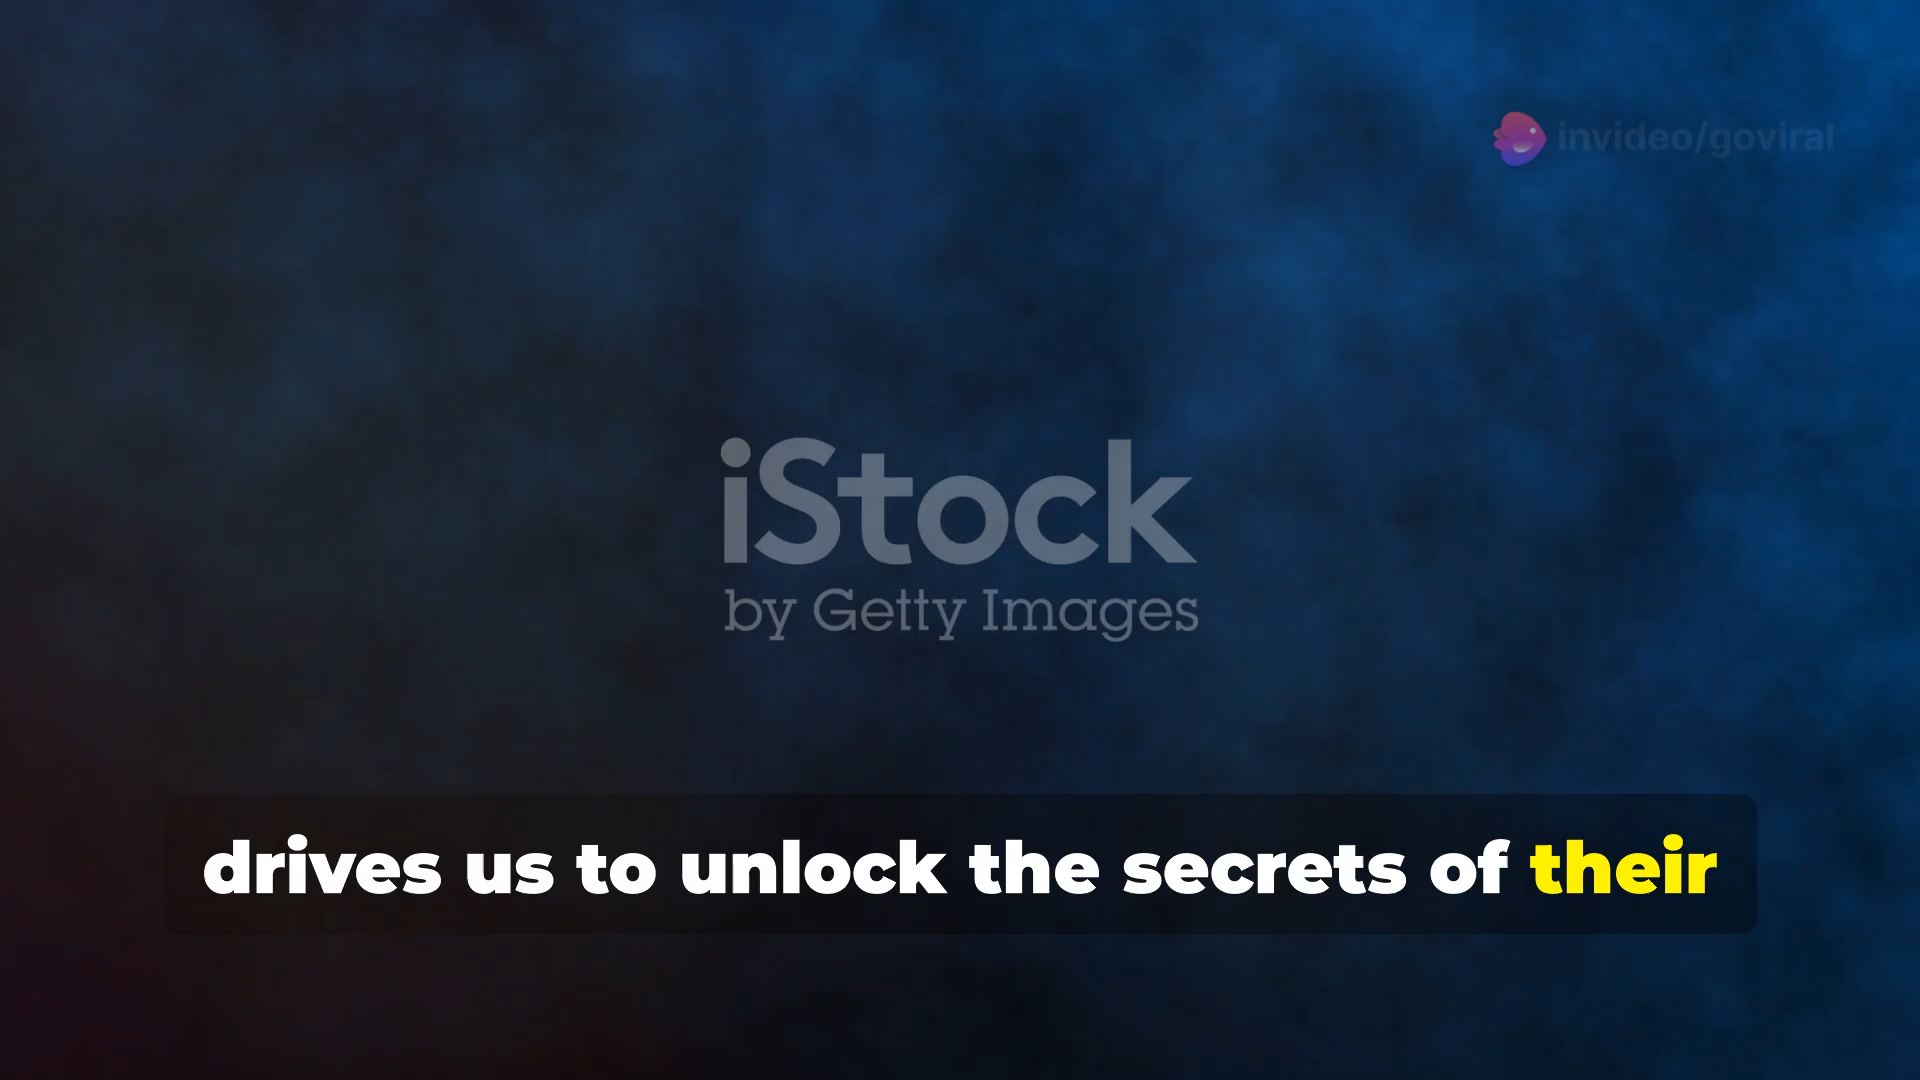 invideo/goviral
iStock
by Getty Images
drives us to unlock the secrets of their